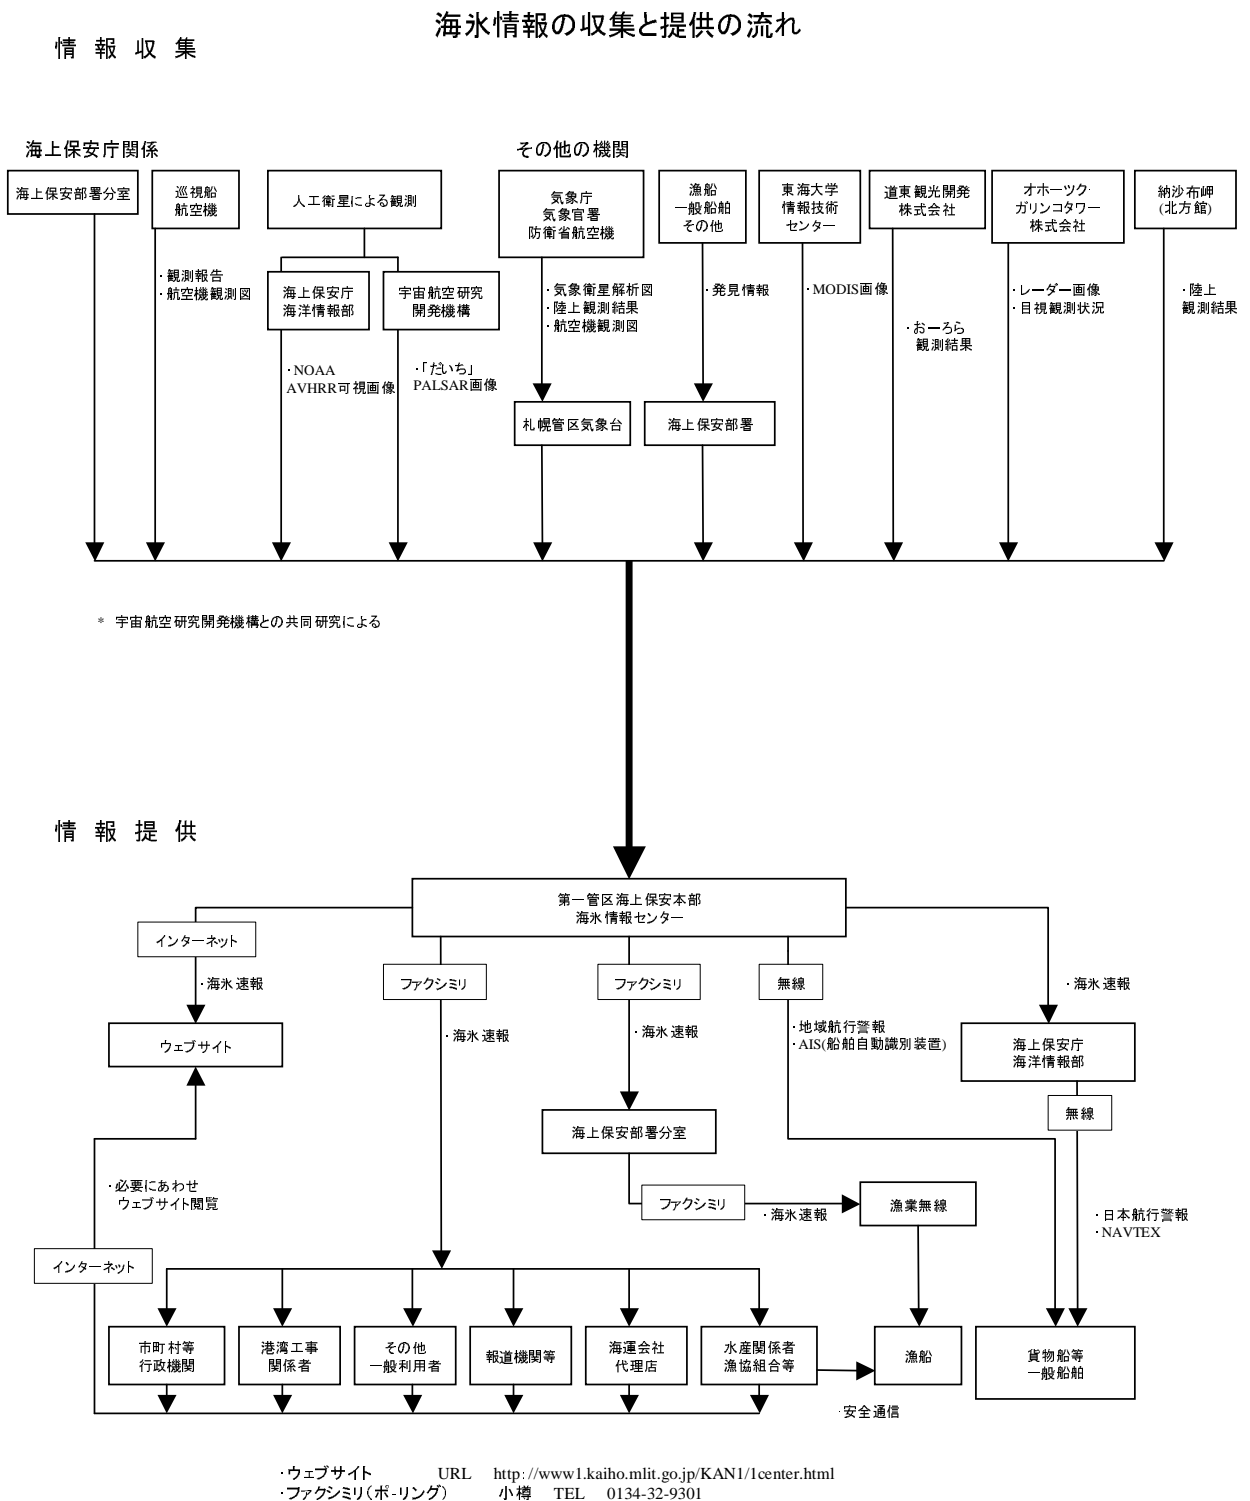 海氷情報の収集と提供の流れ
情報収集
海上保安庁関係
その他の機関
海上保安部署分室
巡視船
航空機
人工衛星による観測
気象庁
気象官署
防衛省航空機
漁船
一般船舶
その他
東海大学
情報技術
センター
道東観光開発
株式会社
オホーツク・
ガリンコタワー
株式会社
納沙布岬
(北方館)
・観測報告
・航空機観測図
海上保安庁
海洋情報部
宇宙航空研究
開発機構
・気象衛星解析図
・陸上観測結果
・航空機観測図
・発見情報
・MODIS画像
・おーろら
観測結果
・レーダー画像
・目視観測状況
・陸上
観測結果
・NOAA
AVHRR可視画像
・「だいち」
PALSAR画像
札幌管区気象台
海上保安部署
* 宇宙航空研究開発機構との共同研究による
情報提供
第一管区海上保安本部
海氷情報センター
インターネット
ファクシミリ
ファクシミリ
無線
・海氷速報
・海氷速報
・海氷速報
・海氷速報
・地域航行警報
・AIS(船舶自動識別装置)
ウェブサイト
海上保安庁
海洋情報部
無線
海上保安部署分室
・必要にあわせ
ウェブサイト閲覧
ファクシミリ
・海氷速報
漁業無線
・日本航行警報
・NAVTEX
インターネット
市町村等
行政機関
港湾工事
関係者
その他
一般利用者
報道機関等
海運会社
代理店
水産関係者
漁協組合等
漁船
貨物船等
一般船舶
・安全通信
・ウェブサイト URL http://www1.kaiho.mlit.go.jp/KAN1/1center.html
・ファクシミリ(ポ-リング) 小樽 TEL 0134-32-9301